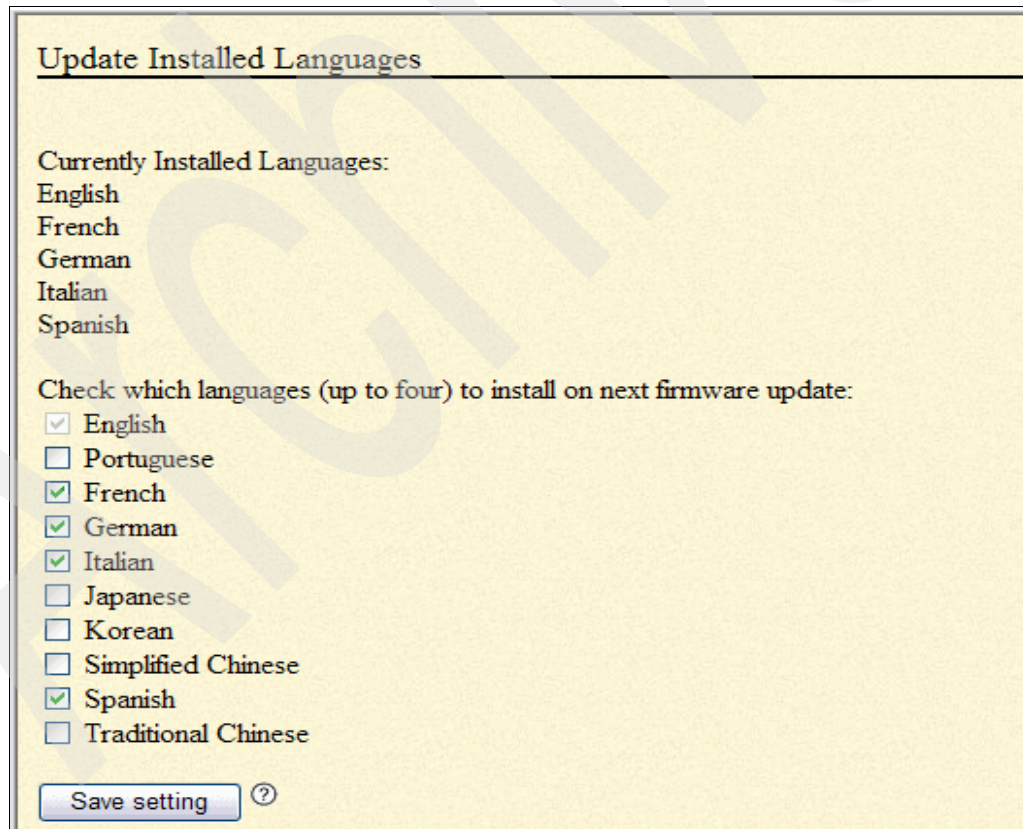 Update Installed Languages
Currently Installed Languages:
English
French
German
Italian
Spanish
Check which languages (up to four) to install on next firmware update:
English
Portuguese
French
German
Italian
Japanese
Korean
Simplified Chinese
Spanish
Traditional Chinese
Save setting ?